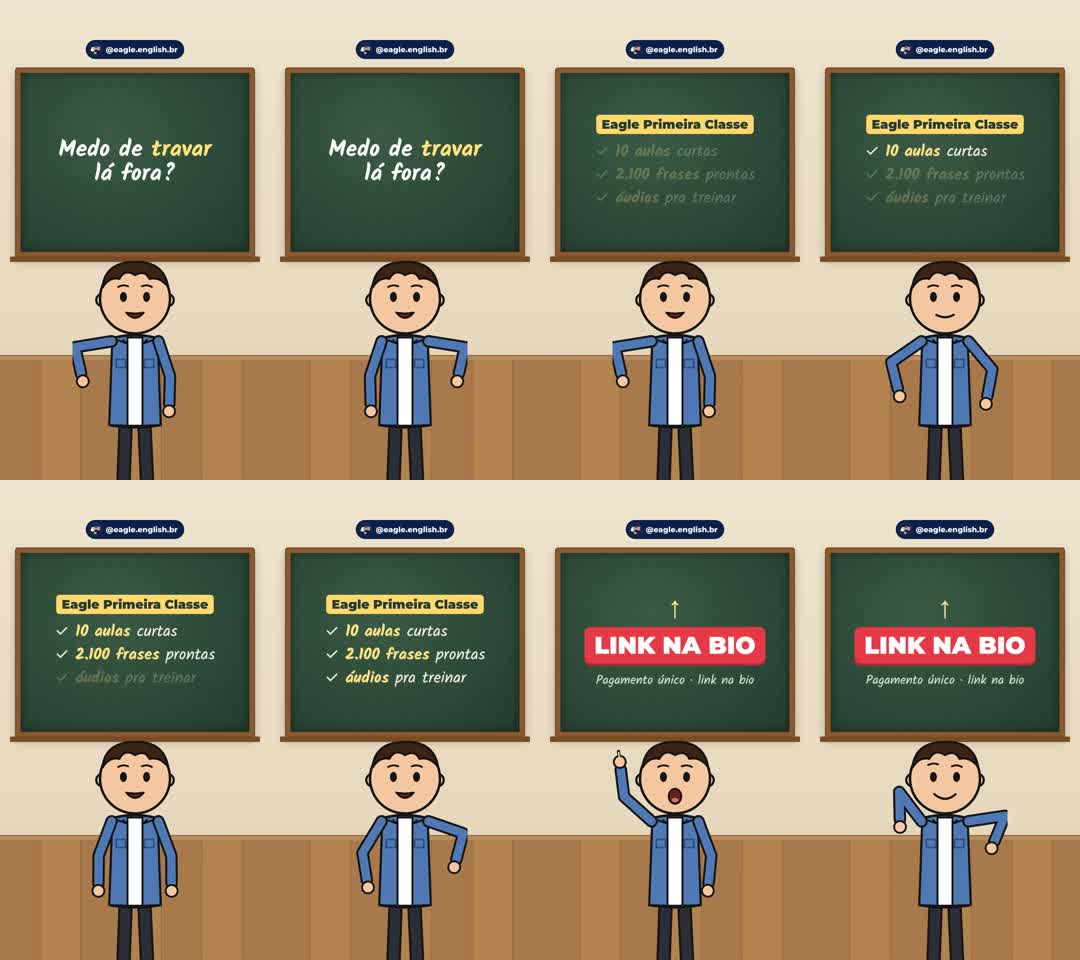 @eagle.english.br
@eagle.english.br
@eagle.english.br
@eagle.english.br
Medo de travar
lá fora?
Medo de travar
lá fora?
Eagle Primeira Classe
✓ 10 aulas curtas
✓ 2.100 frases prontas
✓ áudios pra treinar
Eagle Primeira Classe
✓ 10 aulas curtas
✓ 2.100 frases prontas
✓ áudios pra treinar
@eagle.english.br
@eagle.english.br
@eagle.english.br
@eagle.english.br
Eagle Primeira Classe
✓ 10 aulas curtas
✓ 2.100 frases prontas
✓ áudios pra treinar
Eagle Primeira Classe
✓ 10 aulas curtas
✓ 2.100 frases prontas
✓ áudios pra treinar
↑
LINK NA BIO
Pagamento único · link na bio
↑
LINK NA BIO
Pagamento único · link na bio